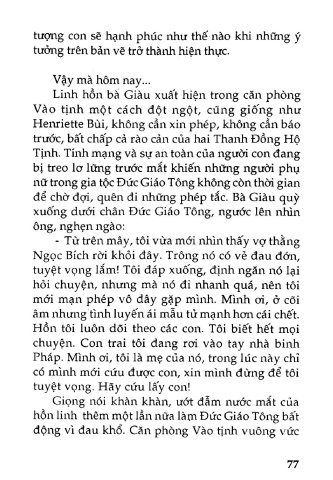 tượng con sẽ hạnh phúc như thế nào khi những ý
tưởng trên bản vẽ trở thành hiện thực.
Vậy mà hôm nay...
Linh hồn bà Giàu xuất hiện trong căn phòng
Vào tịnh một cách đột ngột, cũng giống như
Henriette Bùi, không cần xin phép, không cần báo
trước, bất chấp cả rào cản của hai Thanh Đồng Hộ
Tịnh. Tính mạng và sự an toàn của người con đang
bị treo lơ lửng trước mắt khiến những người phụ
nữ trong gia tộc Đức Giáo Tông không còn thời gian
để chờ đợi, quên đi những phép tắc. Bà Giàu quỳ
xuống dưới chân Đức Giáo Tông, ngước lên nhìn
ông, nghẹn ngào:
- Từ trên mây, tôi vừa mới nhìn thấy vợ thằng
Ngọc Bích rời khỏi đây. Trông nó có vẻ đau đớn,
tuyệt vọng lắm! Tôi đáp xuống, định ngăn nó lại
hỏi chuyện, nhưng mà nó đi nhanh quá, nên tôi
mới mạn phép vô đây gặp mình. Mình ơi, ở cõi
âm nhưng tình luyến ái mẫu tử mạnh hơn cái chết.
Hồn tôi luôn dõi theo các con. Tôi biết hết mọi
chuyện. Con trai tôi đang rơi vào tay nhà binh
Pháp. Mình ơi, tôi là mẹ của nó, trong lúc này chỉ
có mình mới cứu được con, xin mình đừng để tôi
tuyệt vọng. Hãy cứu lấy con!
Giọng nói khàn khàn, ướt đẫm nước mắt của
hồn linh thêm một lần nữa làm Đức Giáo Tông bất
động vì đau khổ. Căn phòng Vào tịnh vuông vức
77